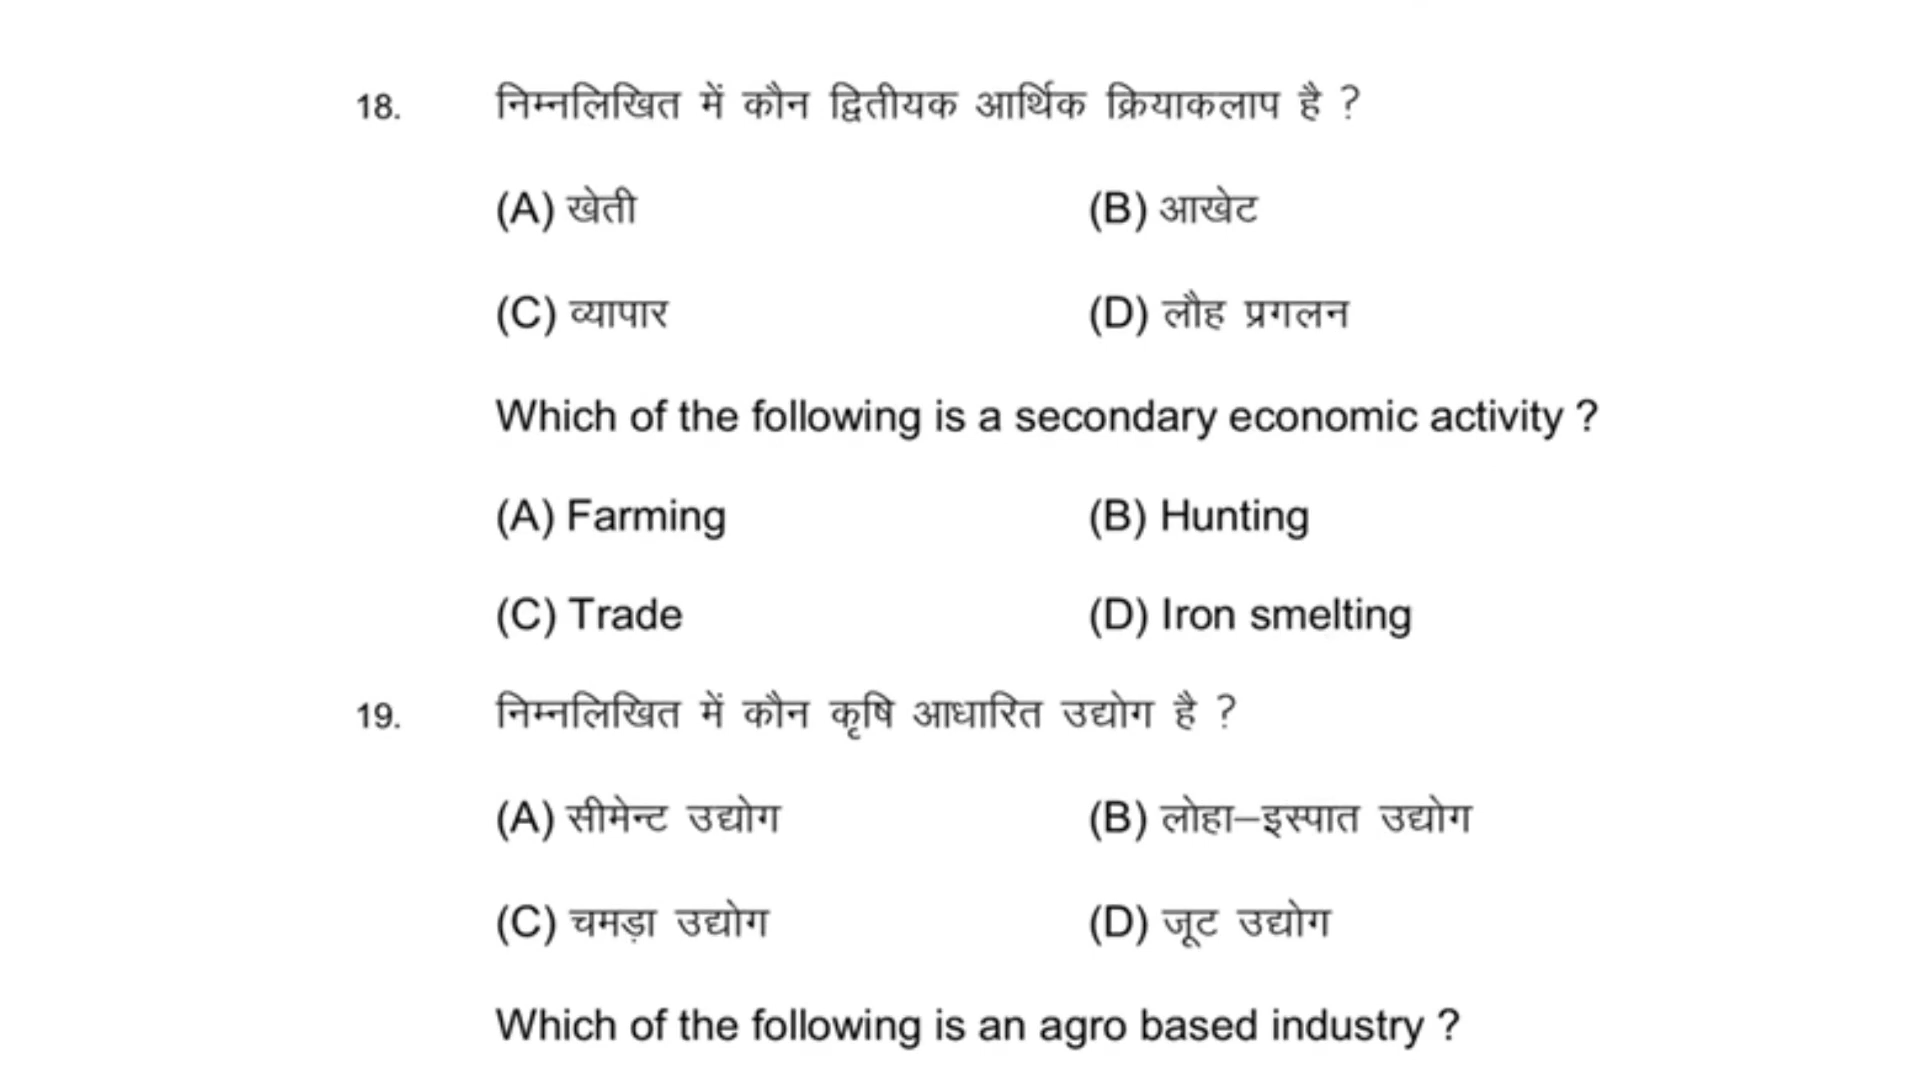 18. निम्नलिखित में कौन द्वितीयक आर्थिक क्रियाकलाप है ?
(A) खेती (B) आखेट
(C) व्यापार (D) लौह प्रगलन
Which of the following is a secondary economic activity ?
(A) Farming (B) Hunting
(C) Trade (D) Iron smelting
19. निम्नलिखित में कौन कृषि आधारित उद्योग है ?
(A) सीमेन्ट उद्योग (B) लोहा–इस्पात उद्योग
(C) चमड़ा उद्योग (D) जूट उद्योग
Which of the following is an agro based industry ?